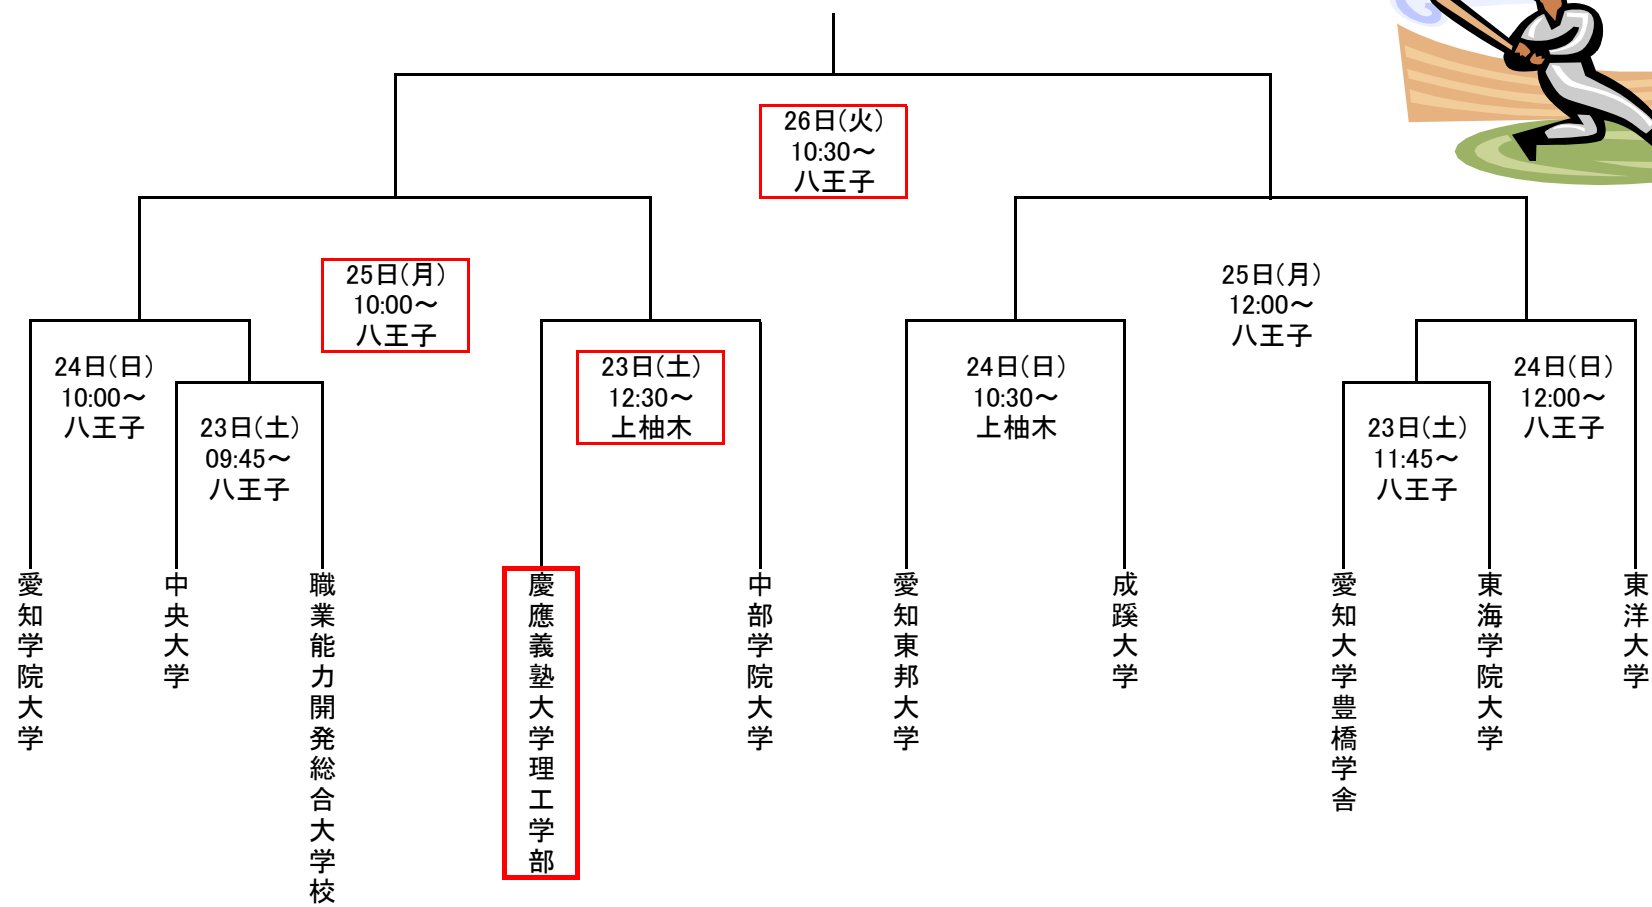 26日(火)
10:30～
八王子
25日(月)
10:00～
八王子
25日(月)
12:00～
八王子
24日(日)
10:00～
八王子
23日(土)
12:30～
上柚木
24日(日)
10:30～
上柚木
24日(日)
12:00～
八王子
23日(土)
09:45～
八王子
23日(土)
11:45～
八王子
愛知学院大学
中央大学
職業能力開発総合大学校
慶應義塾大学理工学部
中部学院大学
愛知東邦大学
成蹊大学
愛知大学豊橋学舎
東海学院大学
東洋大学